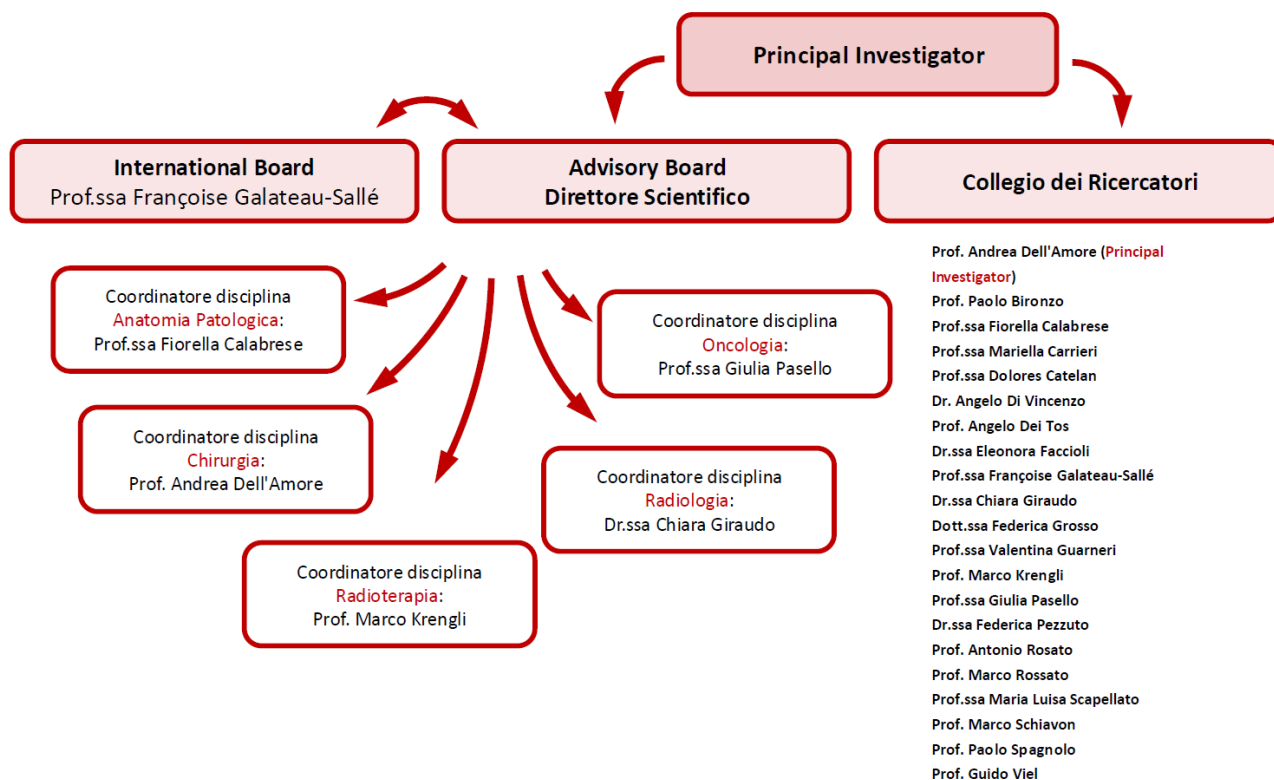 Principal Investigator
International Board
Prof.ssa Françoise Galateau-Sallé
Advisory Board
Direttore Scientifico
Collegio dei Ricercatori
Coordinatore disciplina
Anatomia Patologica:
Prof.ssa Fiorella Calabrese
Coordinatore disciplina
Chirurgia:
Prof. Andrea Dell'Amore
Coordinatore disciplina
Radioterapia:
Prof. Marco Krengli
Coordinatore disciplina
Oncologia:
Prof.ssa Giulia Pasello
Coordinatore disciplina
Radiologia:
Dr.ssa Chiara Giraudo
Prof. Andrea Dell'Amore (Principal
Investigator)
Prof. Paolo Bironzo
Prof.ssa Fiorella Calabrese
Prof.ssa Mariella Carrieri
Prof.ssa Dolores Catelan
Dr. Angelo Di Vincenzo
Prof. Angelo Dei Tos
Dr.ssa Eleonora Faccioli
Prof.ssa Françoise Galateau-Sallé
Dr.ssa Chiara Giraudo
Dott.ssa Federica Grosso
Prof.ssa Valentina Guarneri
Prof. Marco Krengli
Prof.ssa Giulia Pasello
Dr.ssa Federica Pezzuto
Prof. Antonio Rosato
Prof. Marco Rossato
Prof.ssa Maria Luisa Scapellato
Prof. Marco Schiavon
Prof. Paolo Spagnolo
Prof. Guido Viel